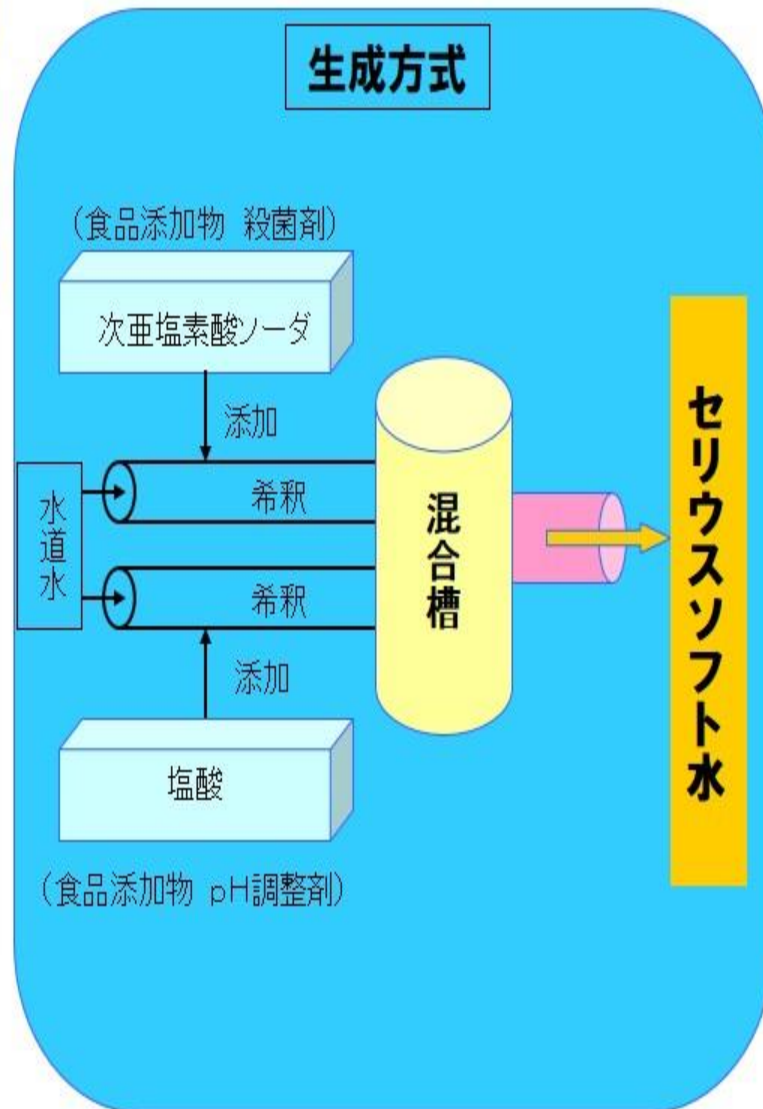 生成方式
(食品添加物 殺菌剤)
次亜塩素酸ソーダ
添加
希釈
水道水
希釈
添加
塩酸
(食品添加物 pH調整剤)
混合槽
セリウスソフト水